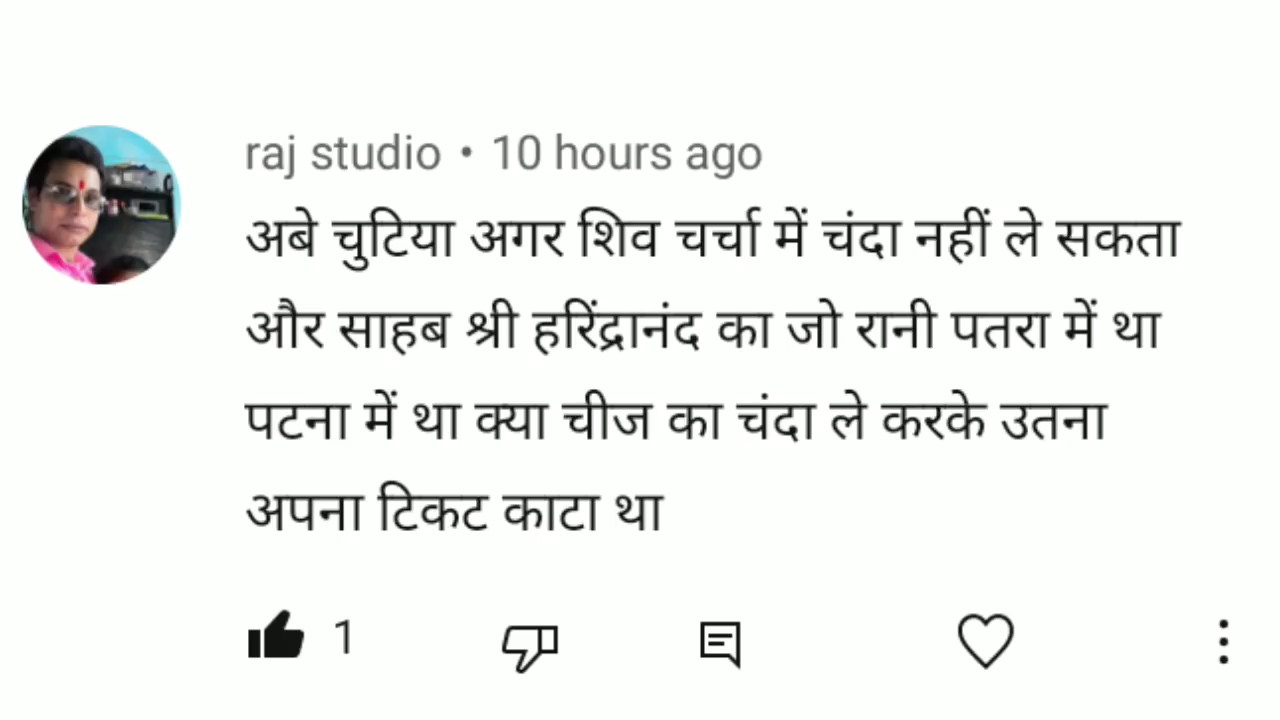 raj studio • 10 hours ago
अबे चुटिया अगर शिव चर्चा में चंदा नहीं ले सकता
और साहब श्री हरिंद्रानंद का जो रानी पतरा में था
पटना में था क्या चीज का चंदा ले करके उतना
अपना टिकट काटा था
1